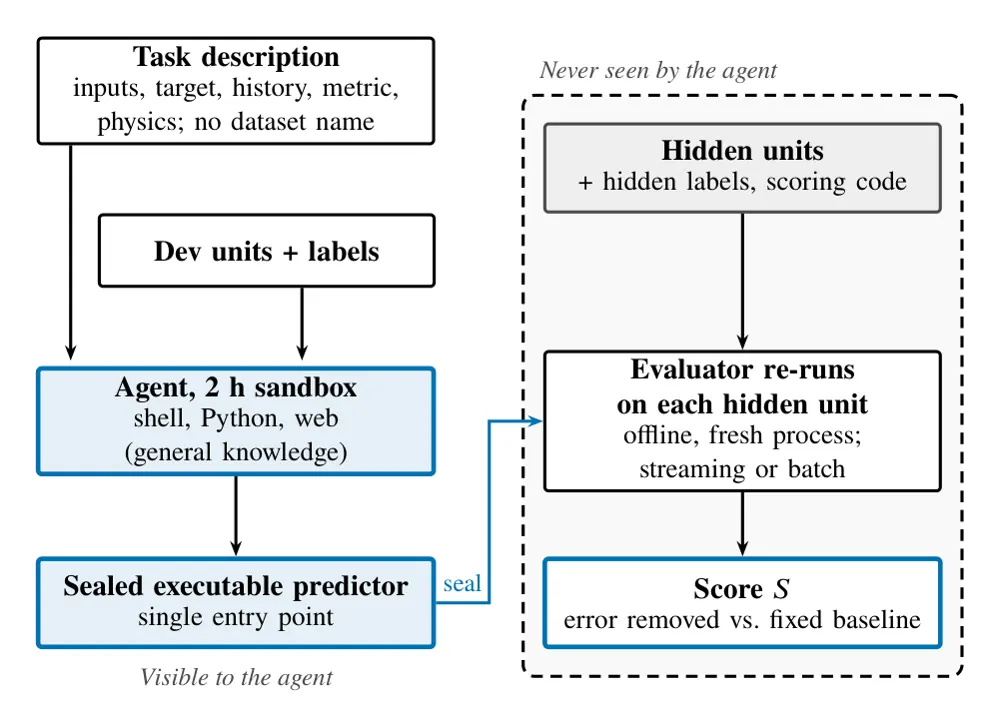 Task description
inputs, target, history, metric,
physics; no dataset name
Dev units + labels
Agent, 2 h sandbox
shell, Python, web
(general knowledge)
Sealed executable predictor
single entry point
Visible to the agent
seal
Never seen by the agent
Hidden units
+ hidden labels, scoring code
Evaluator re-runs
on each hidden unit
offline, fresh process;
streaming or batch
Score S
error removed vs. fixed baseline